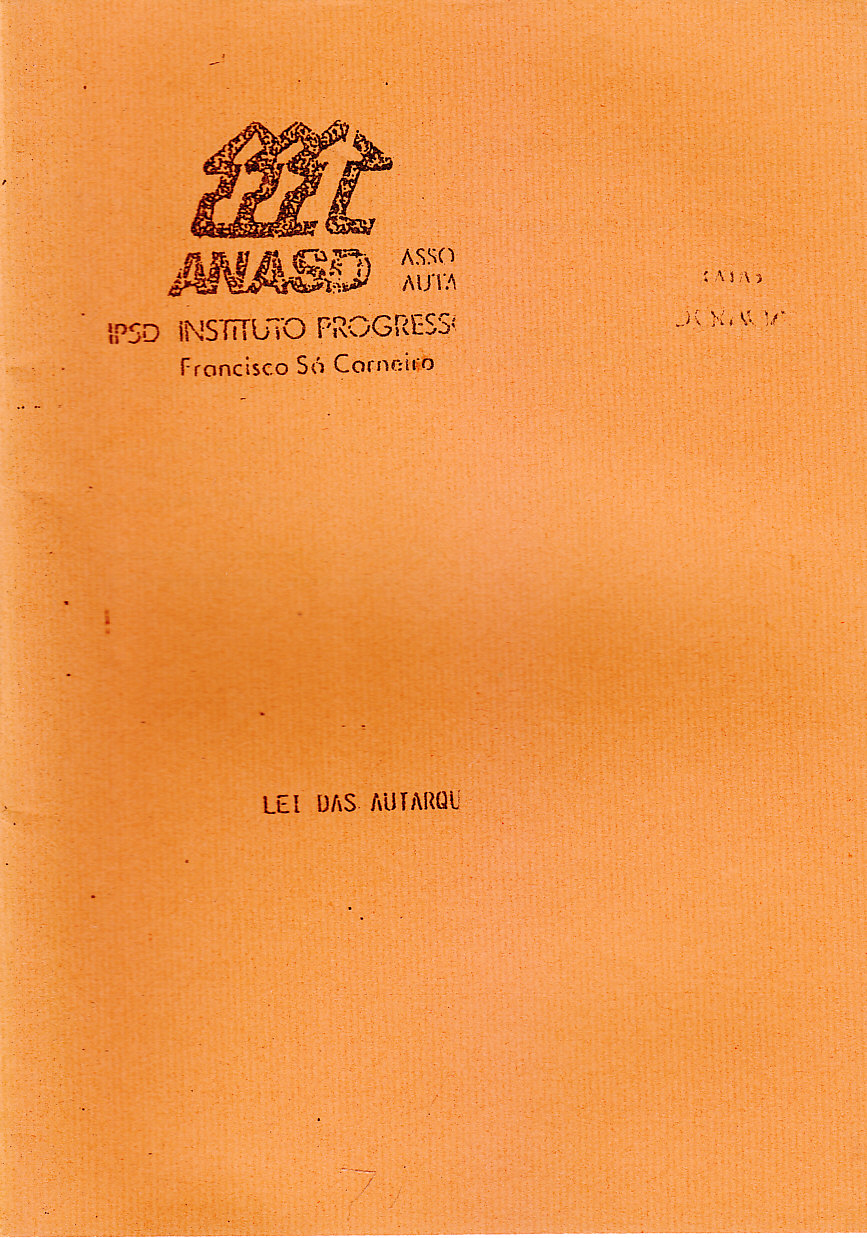 ANASD
ASSO
AUTA
IPSD INSTITUTO PROGRESS
Francisco Sá Carneiro
LEI DAS AUTARQU